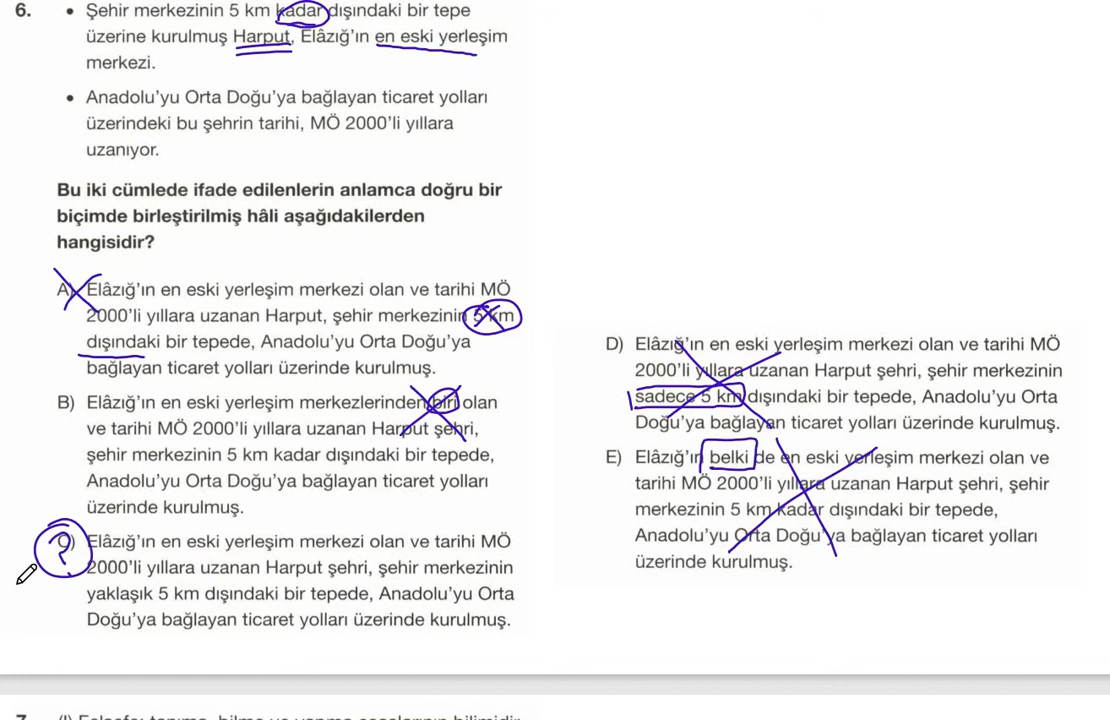 6.
• Şehir merkezinin 5 km kadar dışındaki bir tepe
üzerine kurulmuş Harput, Elâzığ’ın en eski yerleşim
merkezi.
• Anadolu’yu Orta Doğu’ya bağlayan ticaret yolları
üzerindeki bu şehrin tarihi, MÖ 2000’li yıllara
uzanıyor.
Bu iki cümlede ifade edilenlerin anlamca doğru bir
biçimde birleştirilmiş hâli aşağıdakilerden
hangisidir?
A) Elâzığ’ın en eski yerleşim merkezi olan ve tarihi MÖ
2000’li yıllara uzanan Harput, şehir merkezinin 5 km
dışındaki bir tepede, Anadolu’yu Orta Doğu’ya
bağlayan ticaret yolları üzerinde kurulmuş.
B) Elâzığ’ın en eski yerleşim merkezlerinden biri olan
ve tarihi MÖ 2000’li yıllara uzanan Harput şehri,
şehir merkezinin 5 km kadar dışındaki bir tepede,
Anadolu’yu Orta Doğu’ya bağlayan ticaret yolları
üzerinde kurulmuş.
?
C) Elâzığ’ın en eski yerleşim merkezi olan ve tarihi MÖ
2000’li yıllara uzanan Harput şehri, şehir merkezinin
yaklaşık 5 km dışındaki bir tepede, Anadolu’yu Orta
Doğu’ya bağlayan ticaret yolları üzerinde kurulmuş.
D) Elâzığ’ın en eski yerleşim merkezi olan ve tarihi MÖ
2000’li yıllara uzanan Harput şehri, şehir merkezinin
sadece 5 km dışındaki bir tepede, Anadolu’yu Orta
Doğu’ya bağlayan ticaret yolları üzerinde kurulmuş.
E) Elâzığ’ın belki de en eski yerleşim merkezi olan ve
tarihi MÖ 2000’li yıllara uzanan Harput şehri, şehir
merkezinin 5 km kadar dışındaki bir tepede,
Anadolu’yu Orta Doğu’ya bağlayan ticaret yolları
üzerinde kurulmuş.